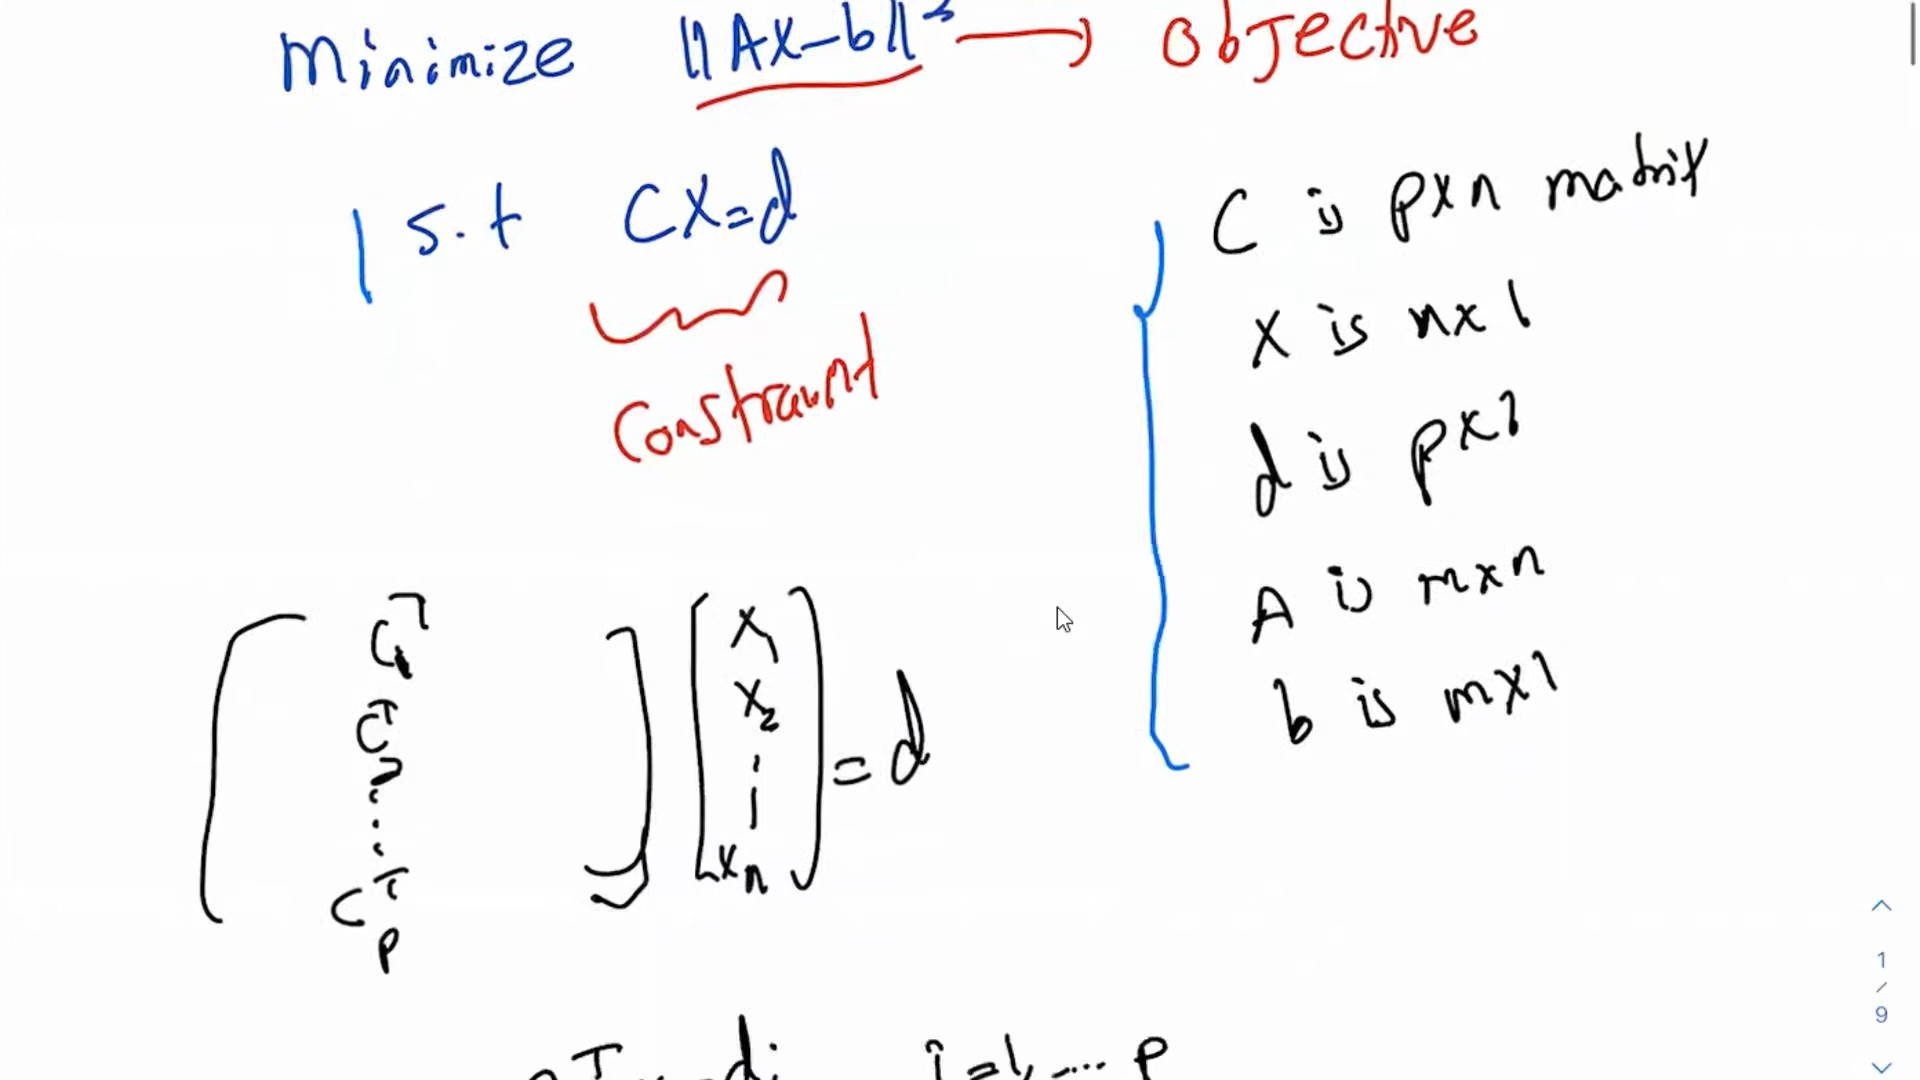 Minimize ||AX-b||² → Objective
s.t CX=d
Constraint
C is p×n matrix
X is n×1
d is p×1
A is m×n
b is m×1
C₁ᵀ
C₂ᵀ
⋮
Cₚᵀ
X₁
X₂
⋮
Xn
= d
i=1, .... p
1
/
9